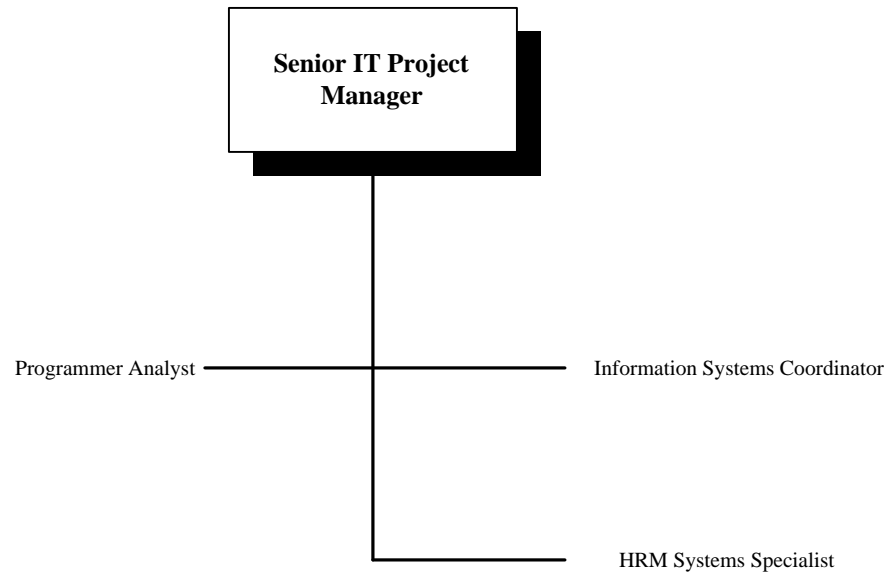 Senior IT Project
Manager
Programmer Analyst
Information Systems Coordinator
HRM Systems Specialist